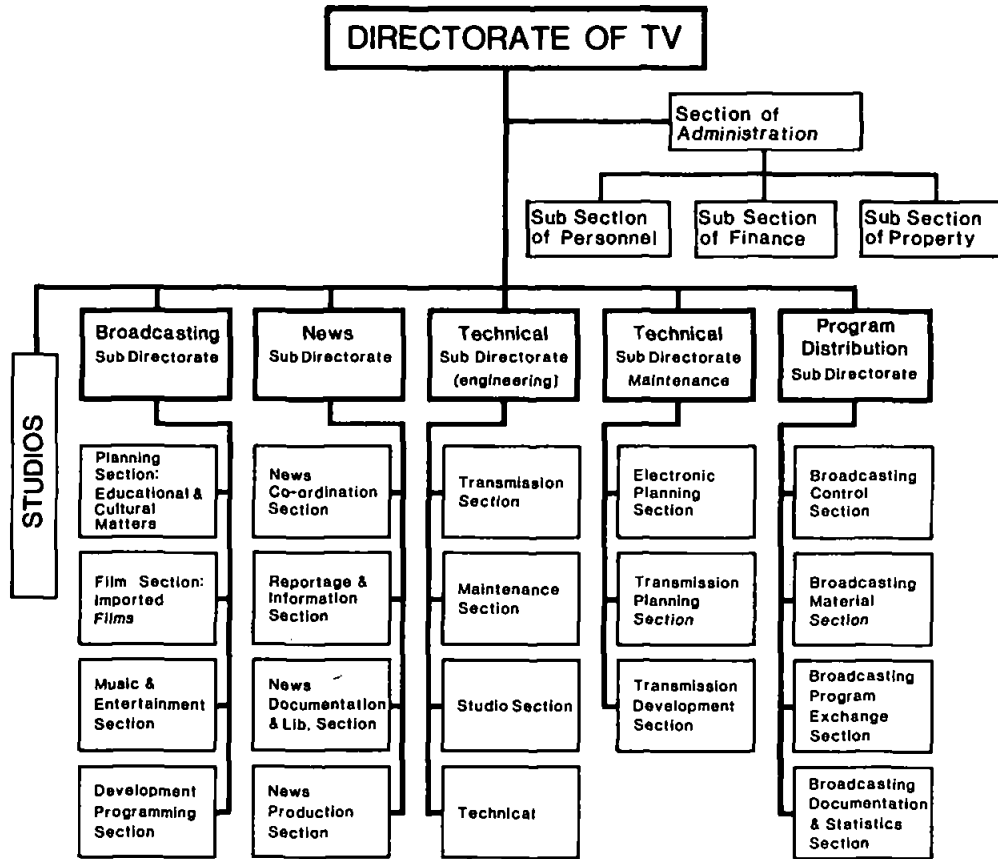 DIRECTORATE OF TV
Section of
Administration
Sub Section
of Personnel
Sub Section
of Finance
Sub Section
of Property
STUDIOS
Broadcasting
Sub Directorate
News
Sub Directorate
Technical
Sub Directorate
(engineering)
Technical
Sub Directorate
Maintenance
Program
Distribution
Sub Directorate
Planning
Section:
Educational &
Cultural
Matters
Film Section:
Imported
Films
Music &
Entertainment
Section
Development
Programming
Section
News
Co-ordination
Section
Reportage &
Information
Section
News
Documentation
& Lib. Section
News
Production
Section
Transmission
Section
Maintenance
Section
Studio Section
Technical
Electronic
Planning
Section
Transmission
Planning
Section
Transmission
Development
Section
Broadcasting
Control
Section
Broadcasting
Material
Section
Broadcasting
Program
Exchange
Section
Broadcasting
Documentation
& Statistics
Section